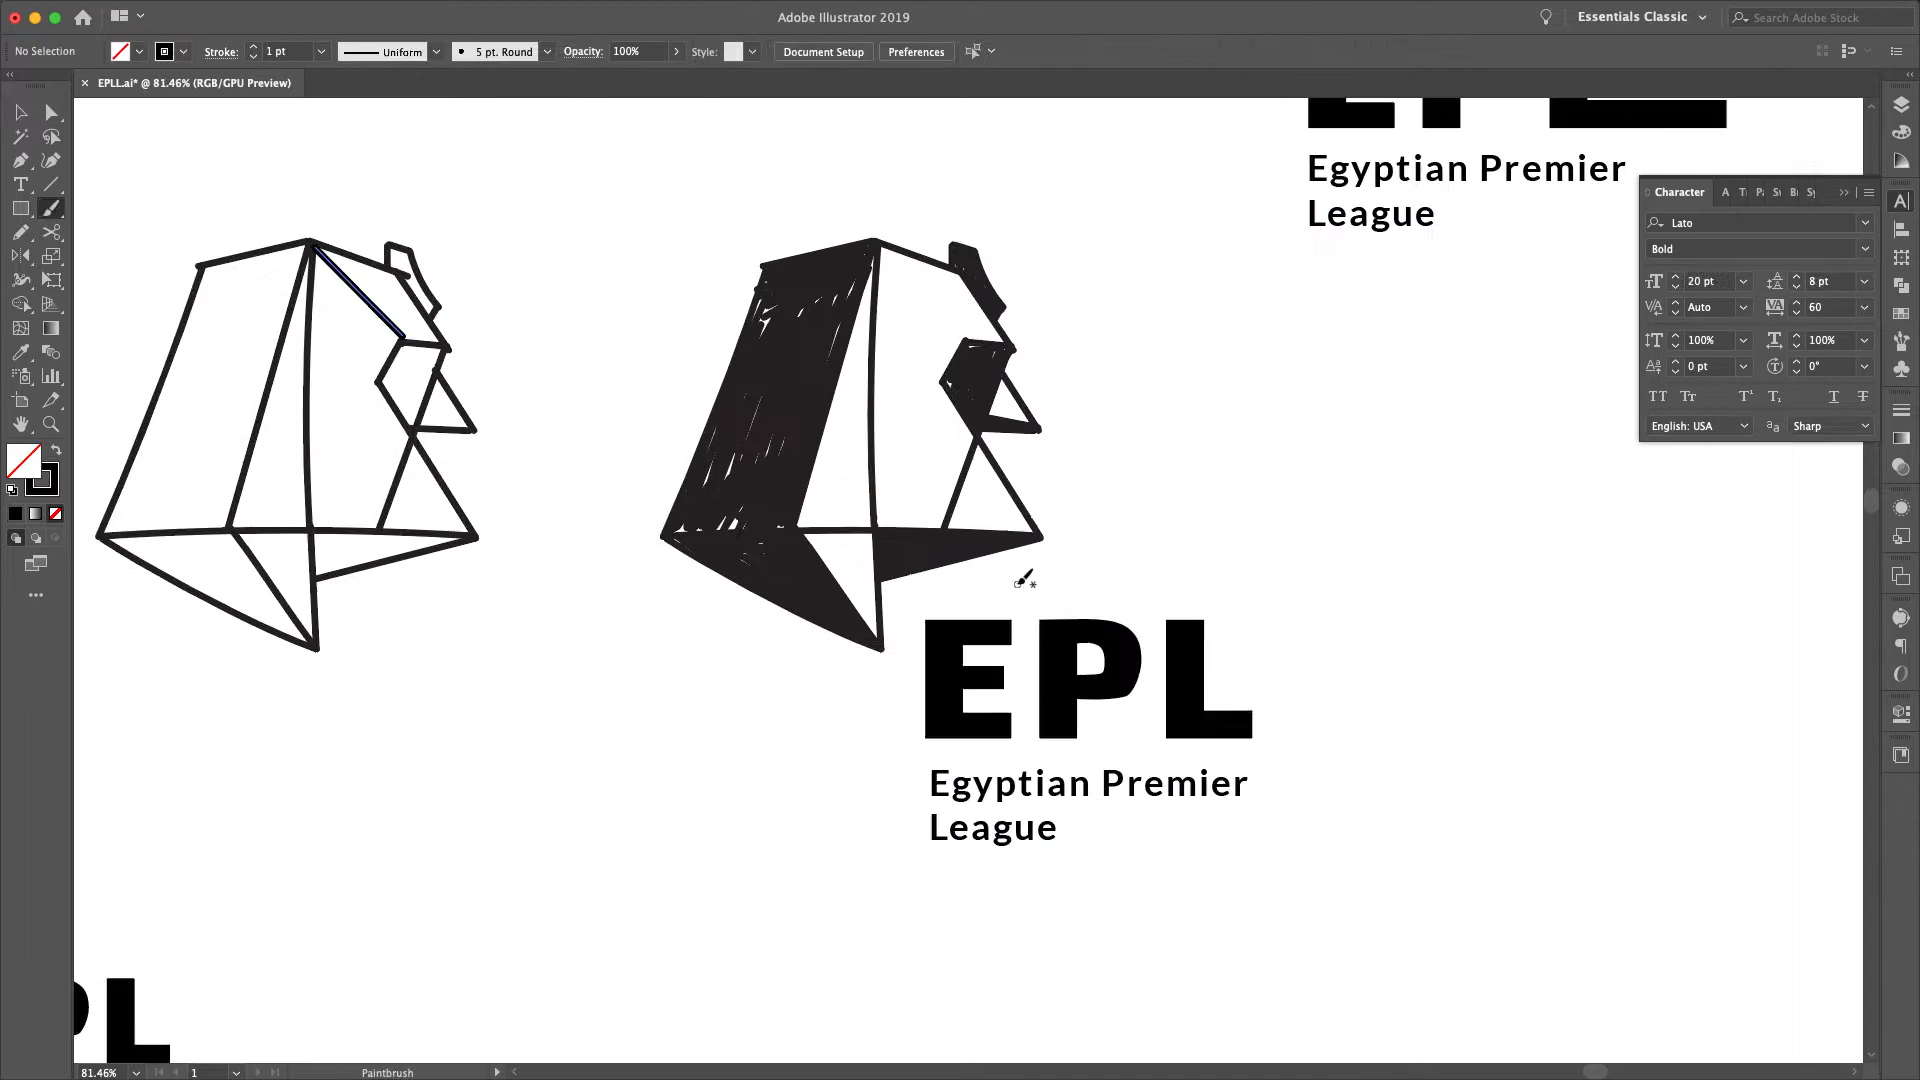 Adobe Illustrator 2019
Essentials Classic
Search Adobe Stock
No Selection
Stroke:
1 pt
Uniform
5 pt. Round
Opacity:
100%
Style:
Document Setup
Preferences
EPLL.ai* @ 81.46% (RGB/GPU Preview)
Egyptian Premier
League
Character
Lato
Bold
20 pt
8 pt
Auto
60
100%
100%
0 pt
0°
English: USA
Sharp
EPL
Egyptian Premier
League
PL
81.46%
1
Paintbrush